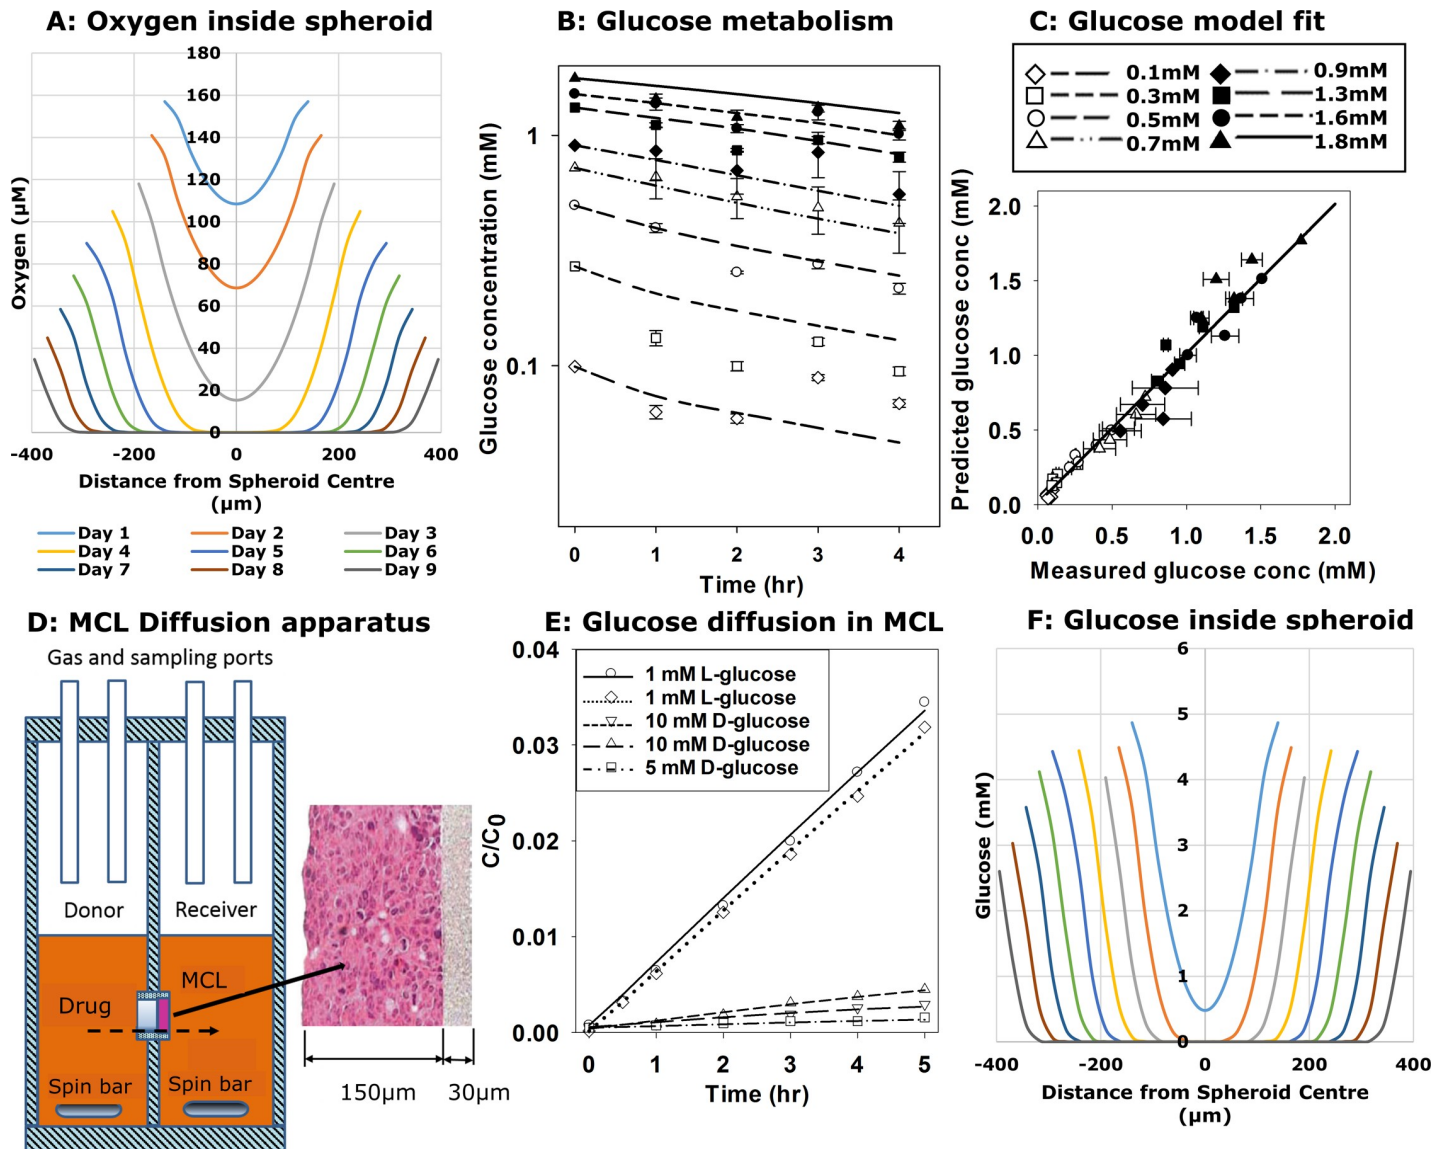 A: Oxygen inside spheroid
180
160
140
120
100
80
60
40
20
0
Oxygen (µM)
-400
-200
0
200
400
Distance from Spheroid Centre
(µm)
Day 1
Day 2
Day 3
Day 4
Day 5
Day 6
Day 7
Day 8
Day 9
B: Glucose metabolism
Glucose concentration (mM)
1
0.1
0
1
2
3
4
Time (hr)
C: Glucose model fit
0.1mM
0.9mM
0.3mM
1.3mM
0.5mM
1.6mM
0.7mM
1.8mM
Predicted glucose conc (mM)
2.0
1.5
1.0
0.5
0.0
0.0
0.5
1.0
1.5
2.0
Measured glucose conc (mM)
D: MCL Diffusion apparatus
Gas and sampling ports
Donor
Receiver
MCL
Drug
Spin bar
Spin bar
150µm
30µm
E: Glucose diffusion in MCL
0.04
0.03
0.02
0.01
0.00
C/C0
1 mM L-glucose
1 mM L-glucose
10 mM D-glucose
10 mM D-glucose
5 mM D-glucose
0
1
2
3
4
5
Time (hr)
F: Glucose inside spheroid
6
5
4
3
2
1
0
Glucose (mM)
-400
-200
0
200
400
Distance from Spheroid Centre
(µm)